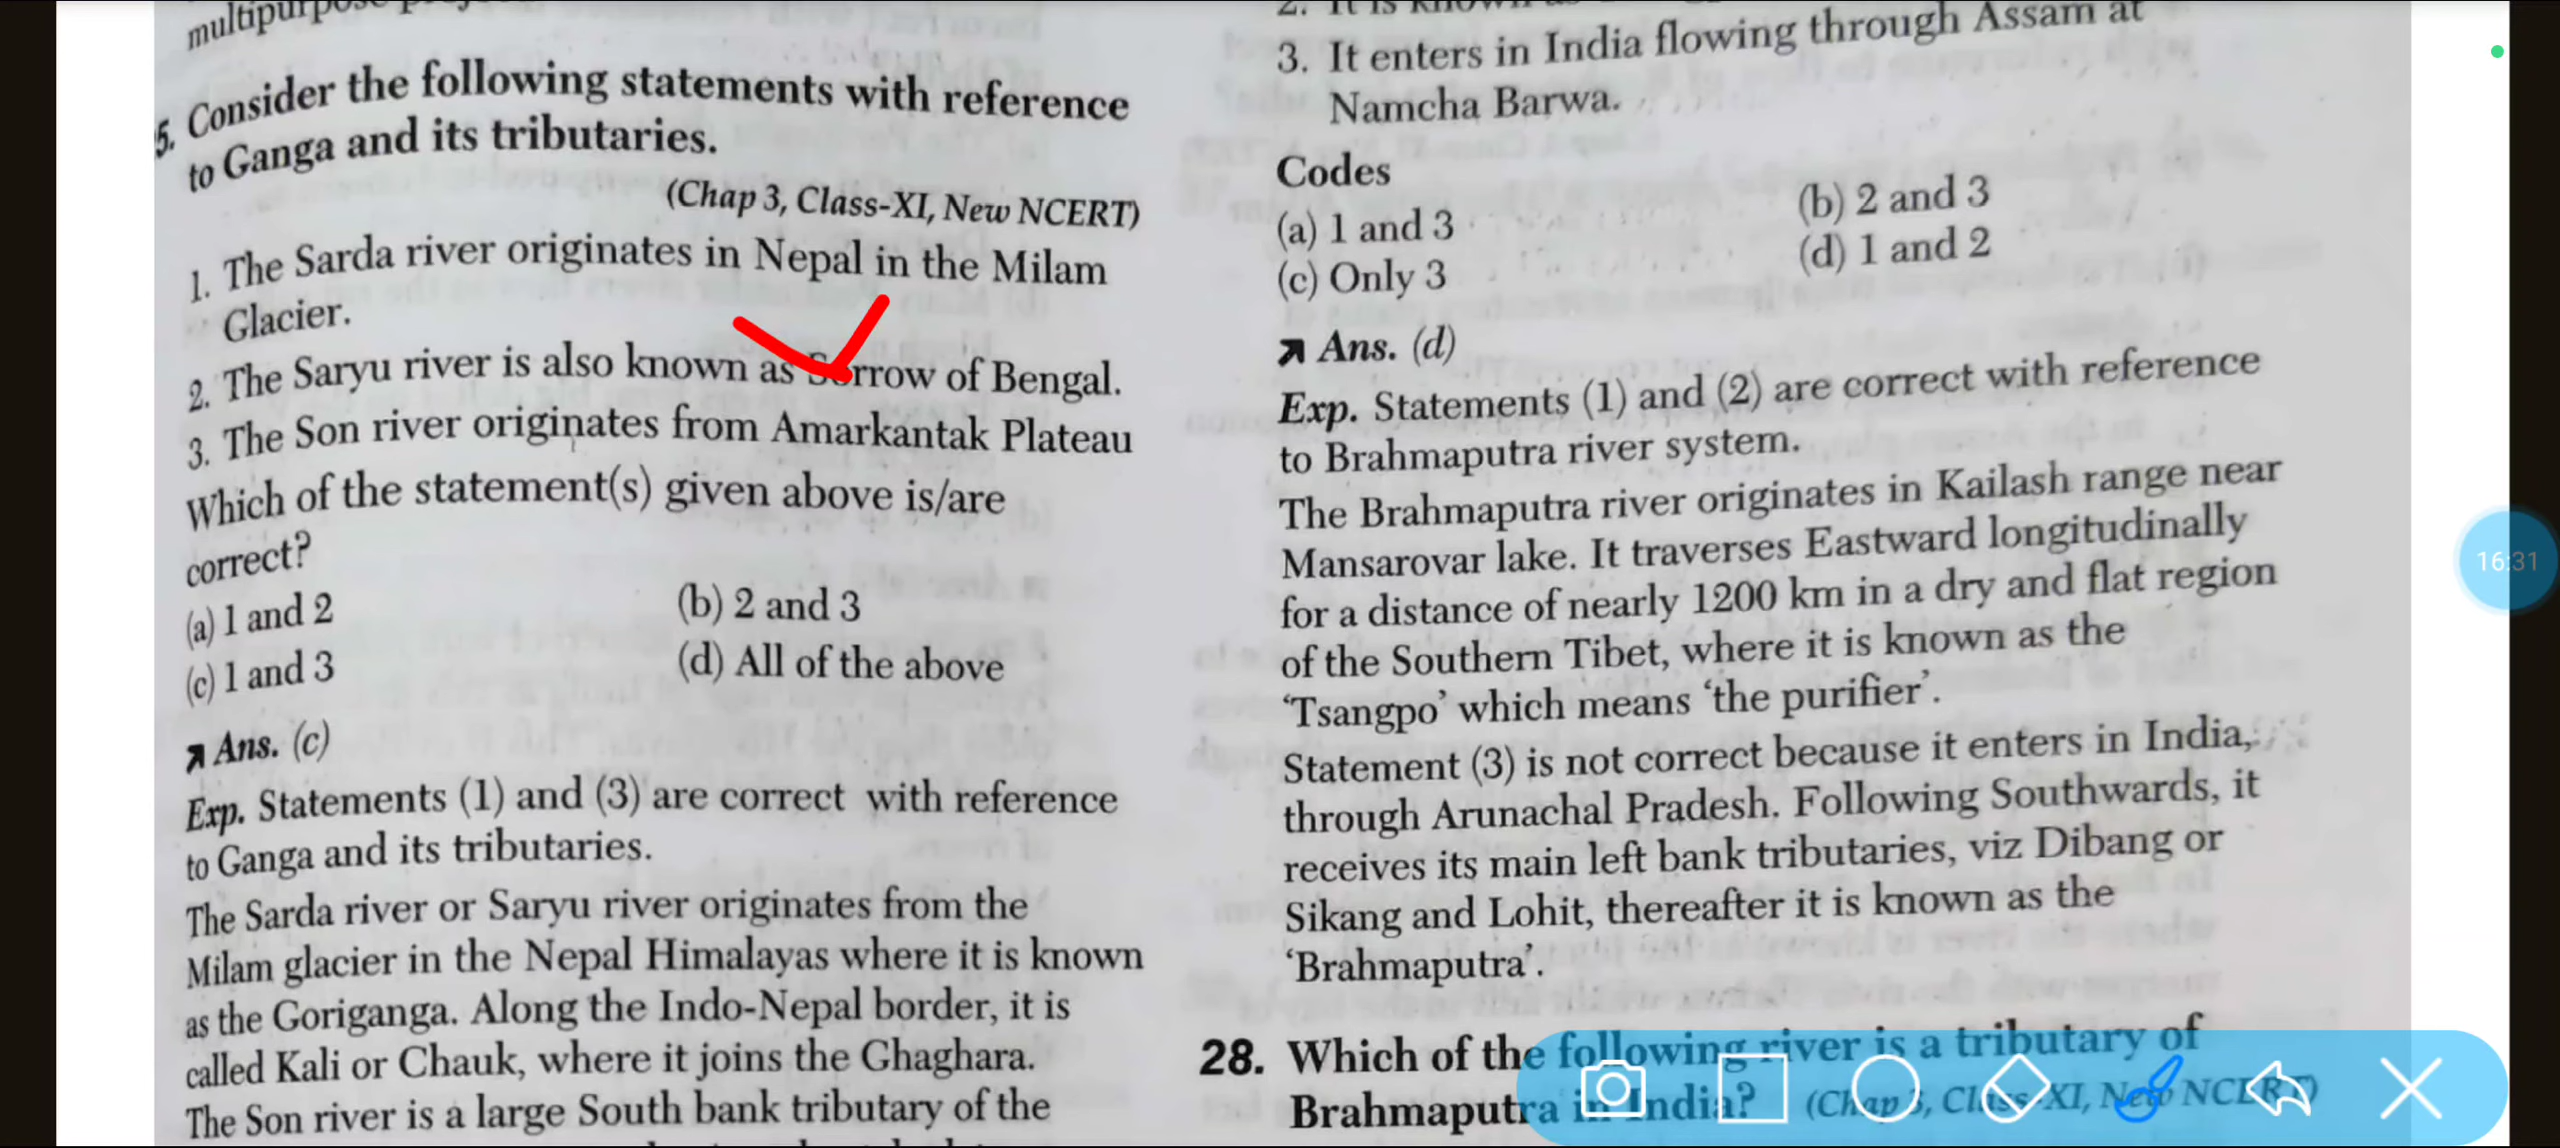 multipurpose
5. Consider the following statements with reference
to Ganga and its tributaries.
(Chap 3, Class-XI, New NCERT)
1. The Sarda river originates in Nepal in the Milam
Glacier.
2. The Saryu river is also known as Sorrow of Bengal.
3. The Son river originates from Amarkantak Plateau
Which of the statement(s) given above is/are
correct?
(a) 1 and 2 (b) 2 and 3
(c) 1 and 3 (d) All of the above
Ans. (c)
Exp. Statements (1) and (3) are correct with reference
to Ganga and its tributaries.
The Sarda river or Saryu river originates from the
Milam glacier in the Nepal Himalayas where it is known
as the Goriganga. Along the Indo-Nepal border, it is
called Kali or Chauk, where it joins the Ghaghara.
The Son river is a large South bank tributary of the
2. It is known
3. It enters in India flowing through Assam at
Namcha Barwa.
Codes
(a) 1 and 3 (b) 2 and 3
(c) Only 3 (d) 1 and 2
Ans. (d)
Exp. Statements (1) and (2) are correct with reference
to Brahmaputra river system.
The Brahmaputra river originates in Kailash range near
Mansarovar lake. It traverses Eastward longitudinally
for a distance of nearly 1200 km in a dry and flat region
of the Southern Tibet, where it is known as the
‘Tsangpo’ which means ‘the purifier’.
Statement (3) is not correct because it enters in India,
through Arunachal Pradesh. Following Southwards, it
receives its main left bank tributaries, viz Dibang or
Sikang and Lohit, thereafter it is known as the
‘Brahmaputra’.
28. Which of the following river is a tributary of
Brahmaputra in India? (Chap 3, Class-XI, New NCERT)
16:31